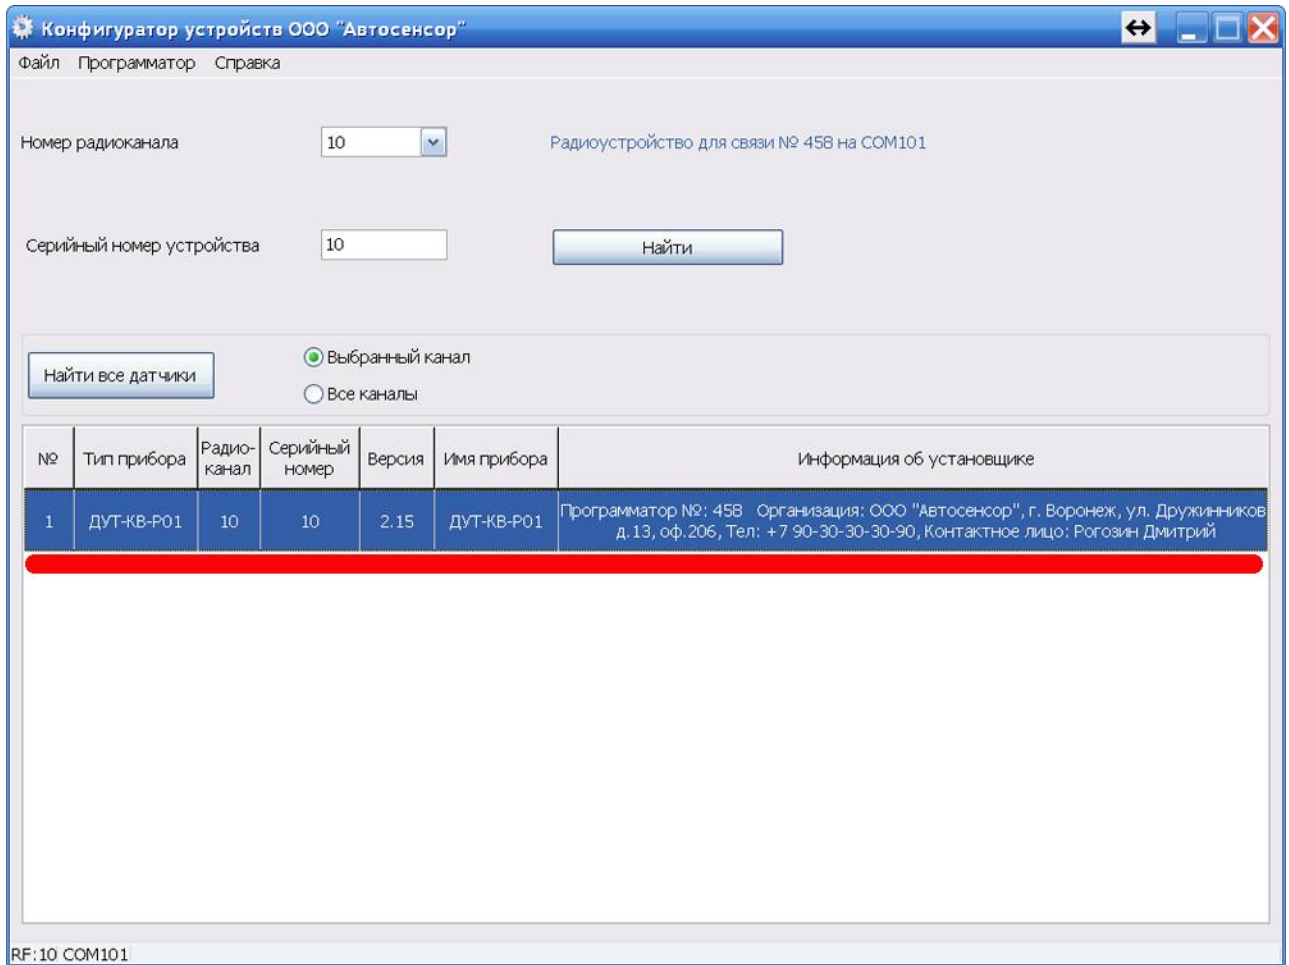 Конфигуратор устройств ООО "Автосенсор"
Файл Программатор Справка
Номер радиоканала 10 Радиоустройство для связи № 458 на COM101
Серийный номер устройства 10 Найти
Найти все датчики
Выбранный канал
Все каналы
№ Тип прибора Радио-канал Серийный номер Версия Имя прибора Информация об установщике
1 ДУТ-КВ-Р01 10 10 2.15 ДУТ-КВ-Р01 Программатор №: 458 Организация: ООО "Автосенсор", г. Воронеж, ул. Дружинников
д.13, оф.206, Тел: +7 90-30-30-30-90, Контактное лицо: Рогозин Дмитрий
RF:10 COM101